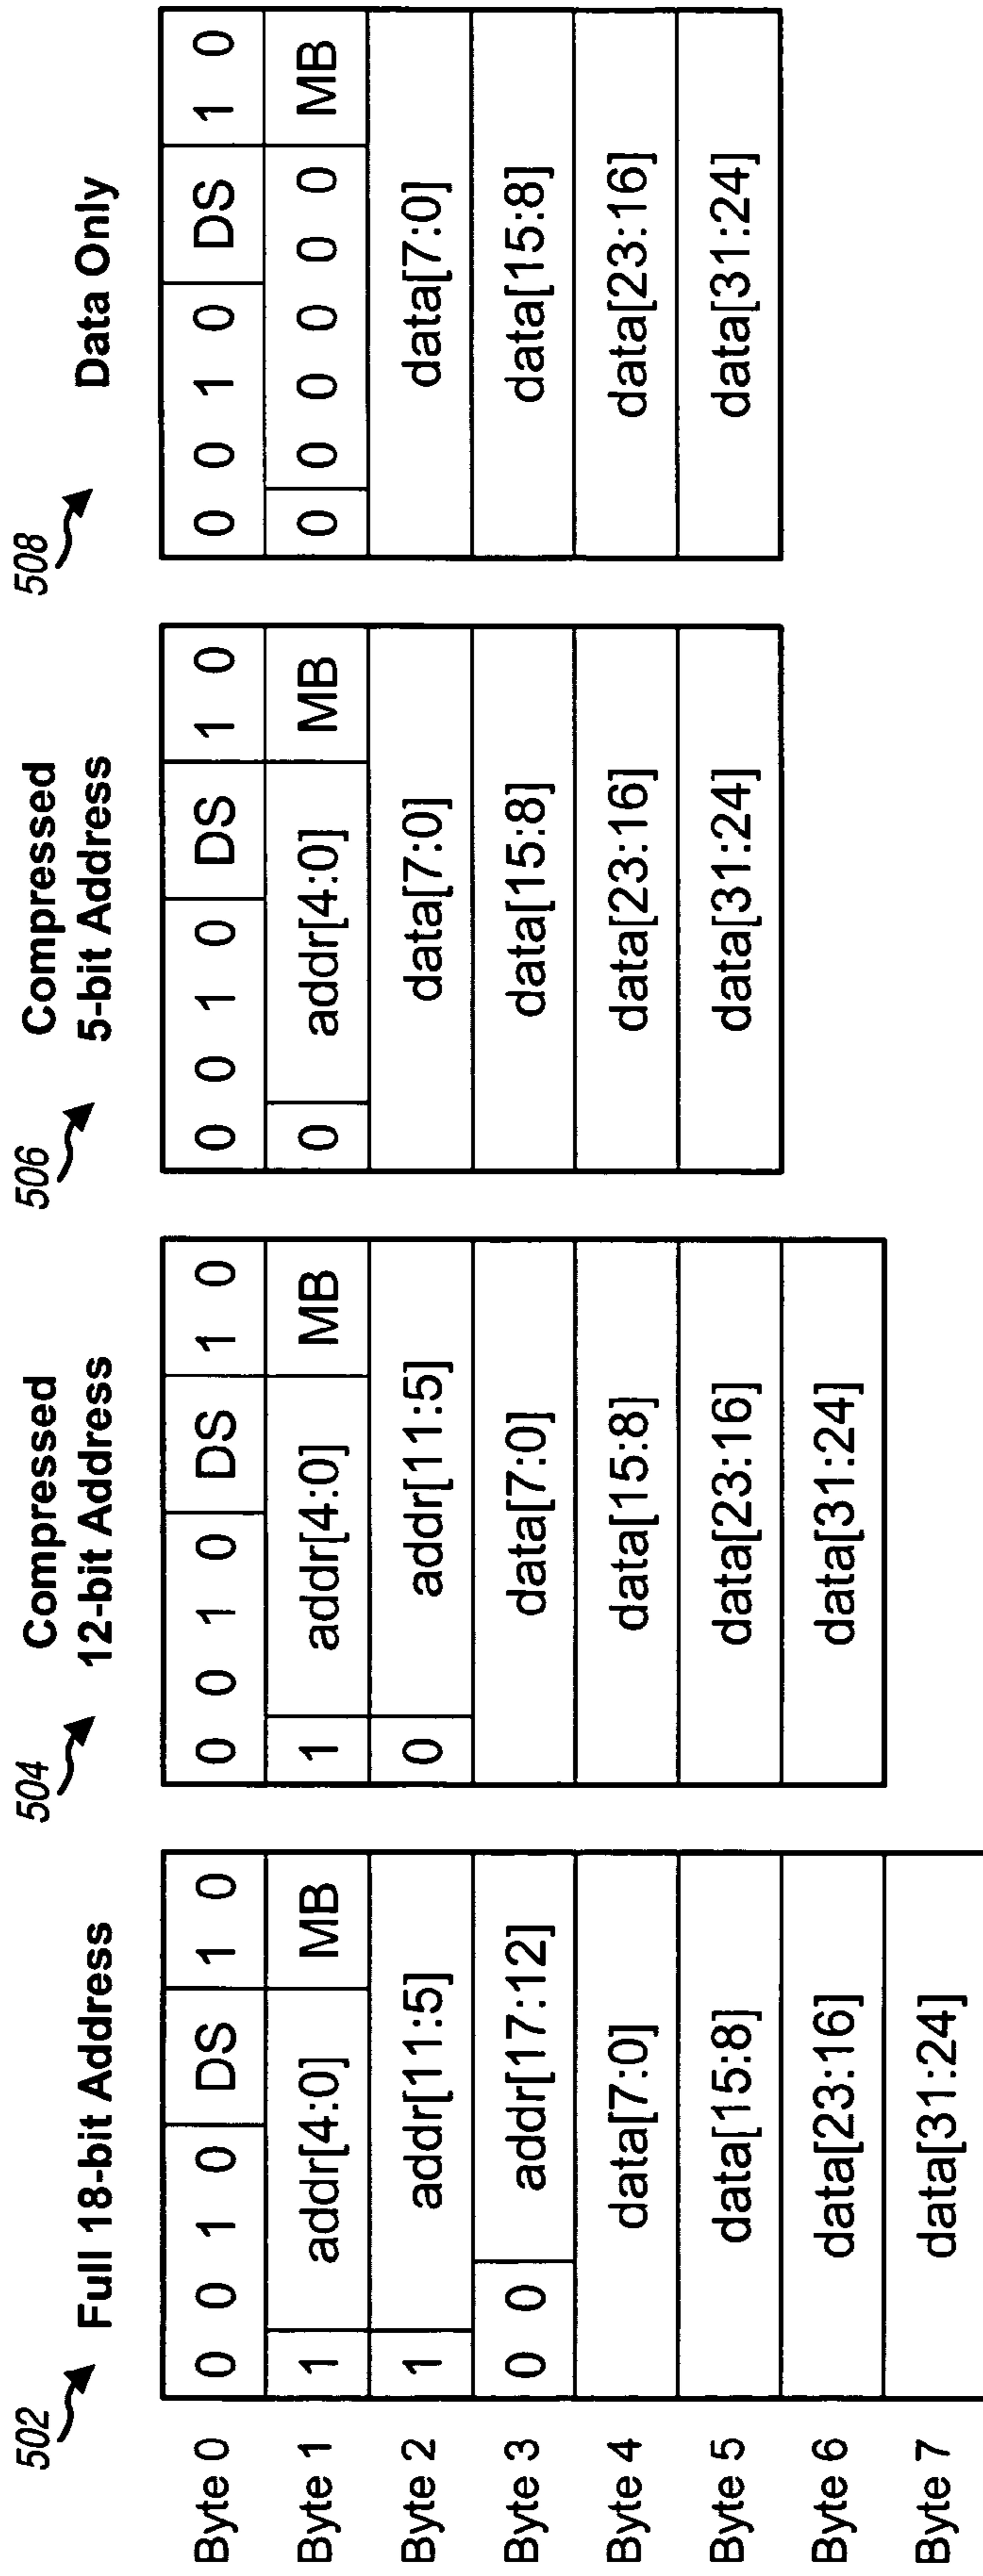 502
Full 18-bit Address
Byte 0 0 0 1 0 DS 1 0
Byte 1 1 addr[4:0] MB
Byte 2 1 addr[11:5]
Byte 3 0 0 addr[17:12]
Byte 4 data[7:0]
Byte 5 data[15:8]
Byte 6 data[23:16]
Byte 7 data[31:24]
504
Compressed
12-bit Address
0 0 1 0 DS 1 0
1 addr[4:0] MB
0 addr[11:5]
data[7:0]
data[15:8]
data[23:16]
data[31:24]
506
Compressed
5-bit Address
0 0 1 0 DS 1 0
0 addr[4:0] MB
data[7:0]
data[15:8]
data[23:16]
data[31:24]
508
Data Only
0 0 1 0 DS 1 0
0 0 0 0 0 0 MB
data[7:0]
data[15:8]
data[23:16]
data[31:24]